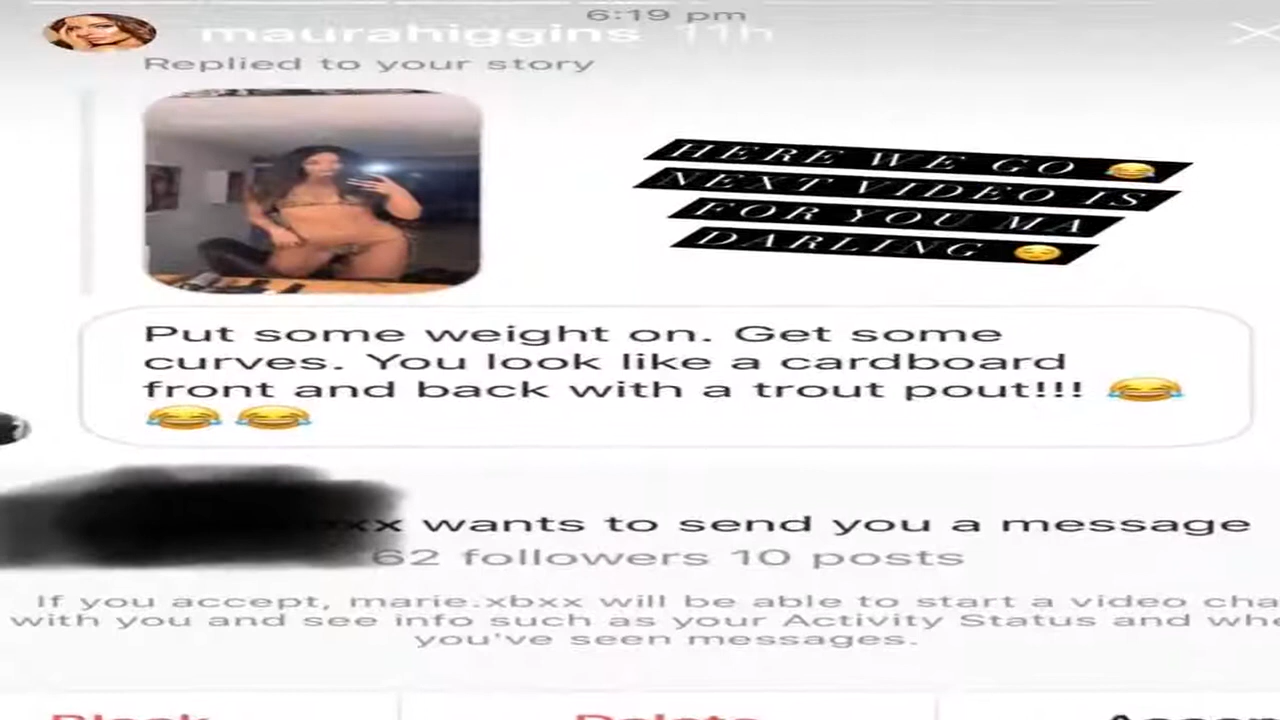 6:19 pm
maurahiggins 11h
Replied to your story
HERE WE GO 😂
NEXT VIDEO IS
FOR YOU MA
DARLING 😌
Put some weight on. Get some
curves. You look like a cardboard
front and back with a trout pout!!! 😂
😂 😂
xx wants to send you a message
62 followers 10 posts
If you accept, marie.xbxx will be able to start a video cha
with you and see info such as your Activity Status and whe
you've seen messages.
Block Delete Accep